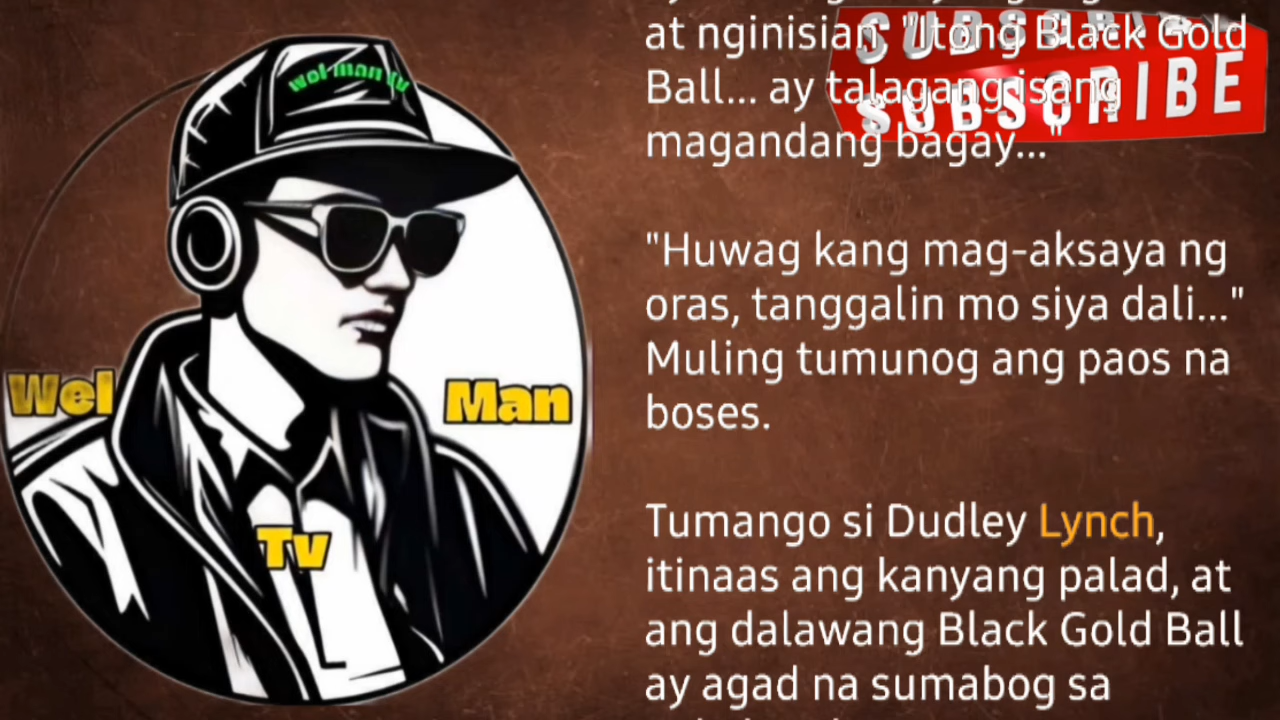 wel man tv
Wel
Man
Tv
SUBSCRIBE
SUBSCRIBE
at nginisian, "Itong Black Gold
Ball... ay talagang isang
magandang bagay..."
"Huwag kang mag-aksaya ng
oras, tanggalin mo siya dali..."
Muling tumunog ang paos na
boses.
Tumango si Dudley Lynch,
itinaas ang kanyang palad, at
ang dalawang Black Gold Ball
ay agad na sumabog sa